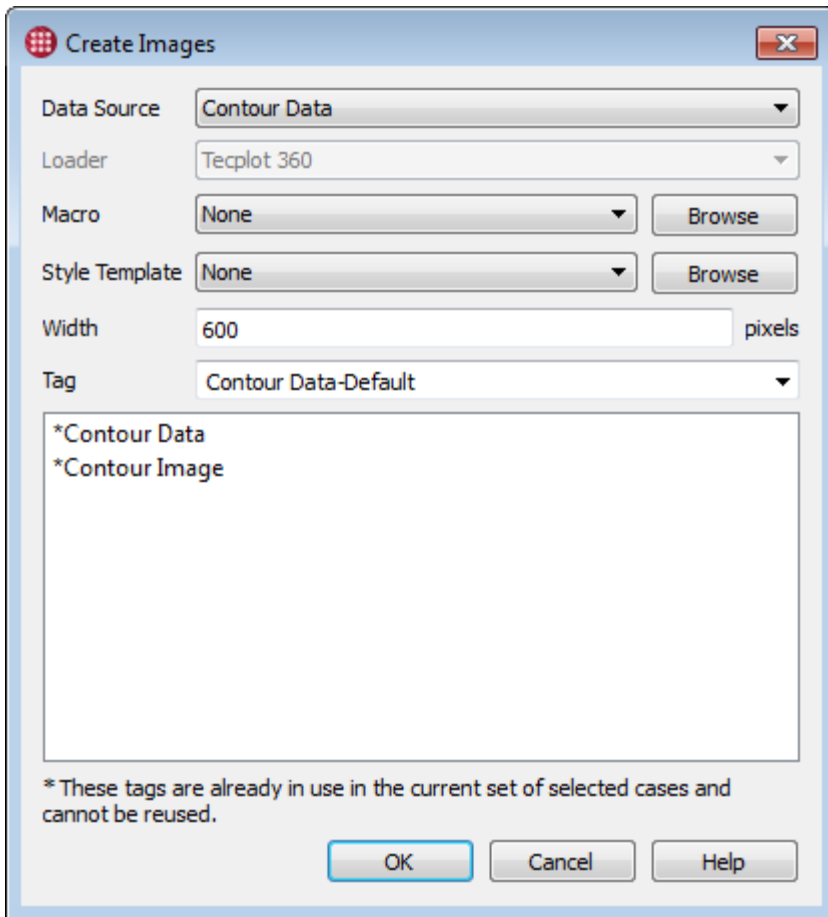 Create Images
Data Source Contour Data
Loader Tecplot 360
Macro None Browse
Style Template None Browse
Width 600 pixels
Tag Contour Data-Default
*Contour Data
*Contour Image
* These tags are already in use in the current set of selected cases and
cannot be reused.
OK Cancel Help